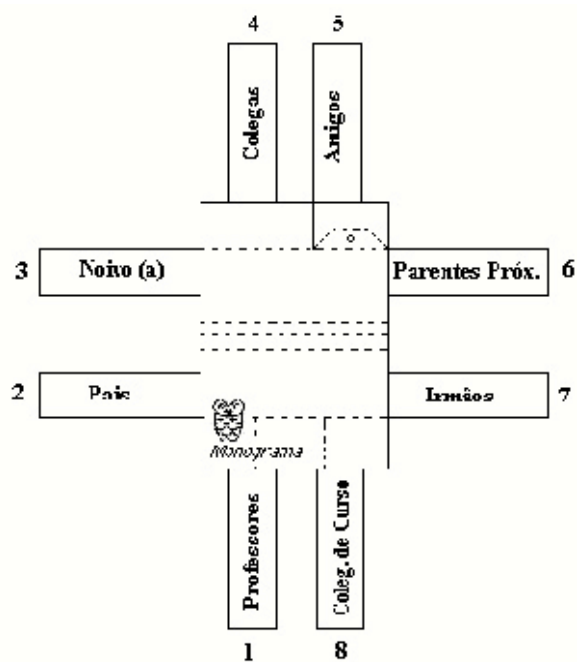 4
5
Colegas
Amigos
3
Noivo (a)
Parentes Próx.
6
2
Pais
Irmãos
7
Monograma
Professores
Coleg. de Curso
1
8